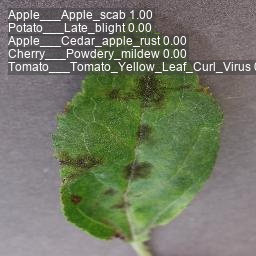 Apple___Apple_scab 1.00
Potato___Late_blight 0.00
Apple___Cedar_apple_rust 0.00
Cherry___Powdery_mildew 0.00
Tomato___Tomato_Yellow_Leaf_Curl_Virus